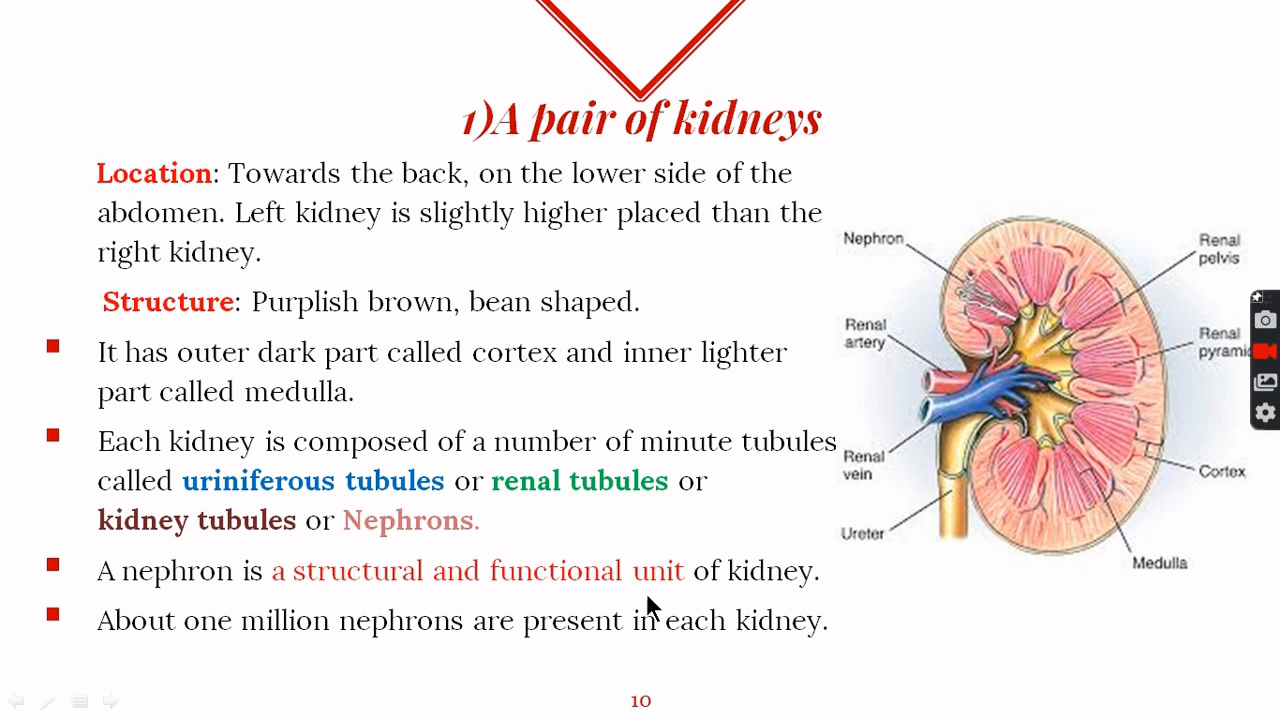 1)A pair of kidneys
Location: Towards the back, on the lower side of the
abdomen. Left kidney is slightly higher placed than the
right kidney.
Structure: Purplish brown, bean shaped.
It has outer dark part called cortex and inner lighter
part called medulla.
Each kidney is composed of a number of minute tubules
called uriniferous tubules or renal tubules or
kidney tubules or Nephrons.
A nephron is a structural and functional unit of kidney.
About one million nephrons are present in each kidney.
Nephron
Renal
artery
Renal
vein
Ureter
Renal
pelvis
Renal
pyramid
Cortex
Medulla
10